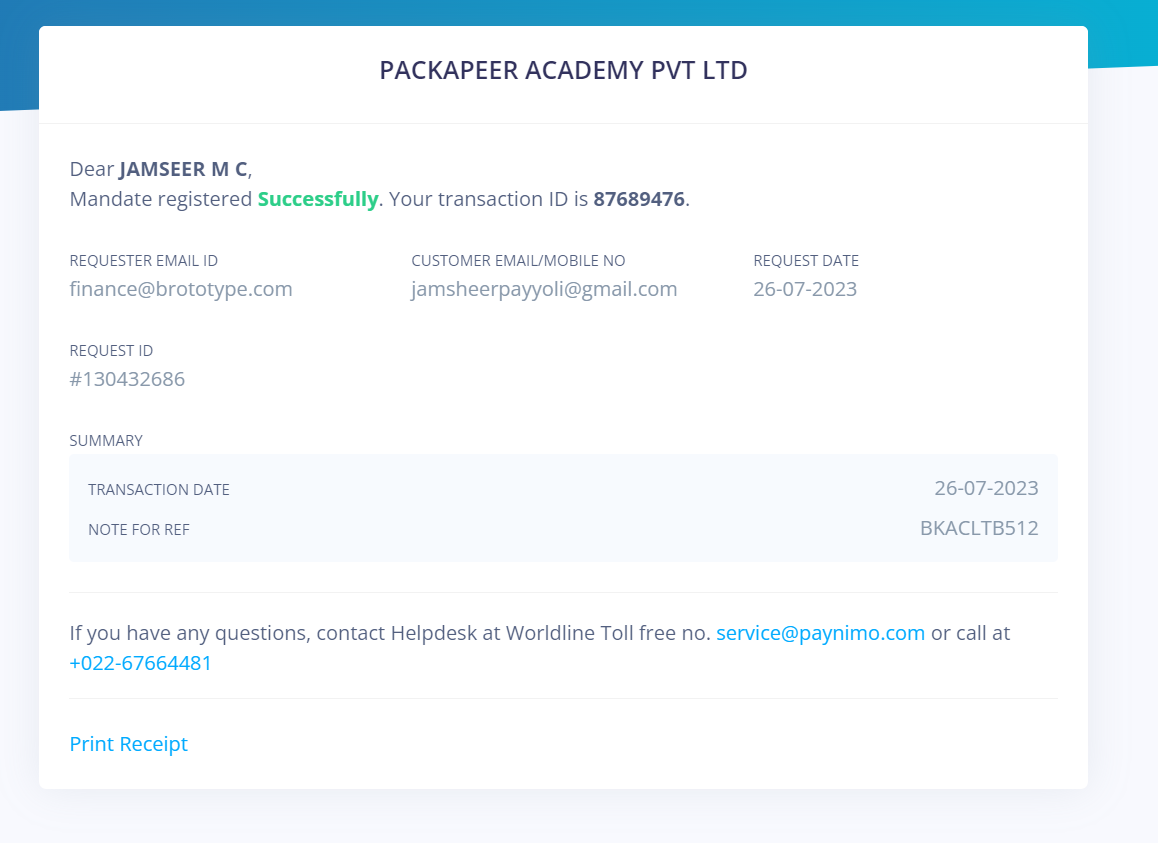 PACKAPEER ACADEMY PVT LTD
Dear JAMSEER M C,
Mandate registered Successfully. Your transaction ID is 87689476.
REQUESTER EMAIL ID
finance@brototype.com
CUSTOMER EMAIL/MOBILE NO
jamsheerpayyoli@gmail.com
REQUEST DATE
26-07-2023
REQUEST ID
#130432686
SUMMARY
TRANSACTION DATE 26-07-2023
NOTE FOR REF BKACLTB512
If you have any questions, contact Helpdesk at Worldline Toll free no. service@paynimo.com or call at
+022-67664481
Print Receipt